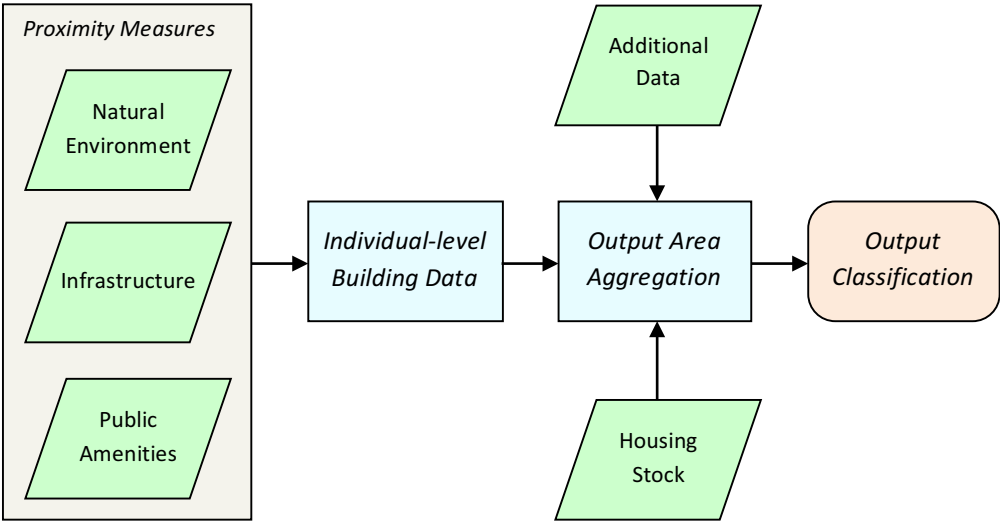 Proximity Measures
Natural
Environment
Infrastructure
Public
Amenities
Individual-level
Building Data
Additional
Data
Output Area
Aggregation
Housing
Stock
Output
Classification